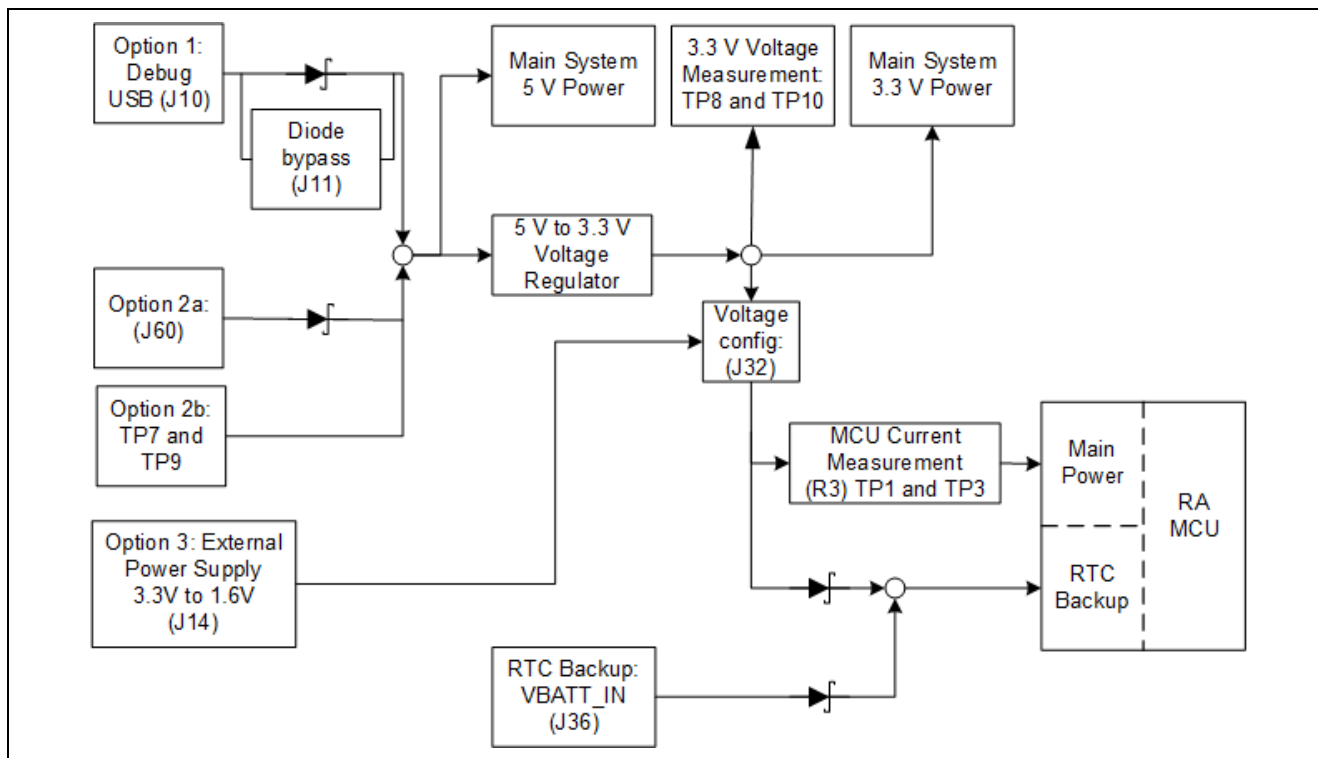 Option 1:
Debug
USB (J10)
Diode
bypass
(J11)
Main System
5 V Power
3.3 V Voltage
Measurement:
TP8 and TP10
Main System
3.3 V Power
5 V to 3.3 V
Voltage
Regulator
Option 2a:
(J60)
Voltage
config:
(J32)
Option 2b:
TP7 and
TP9
MCU Current
Measurement
(R3) TP1 and TP3
Main
Power
RA
MCU
RTC
Backup
Option 3: External
Power Supply
3.3V to 1.6V
(J14)
RTC Backup:
VBATT_IN
(J36)